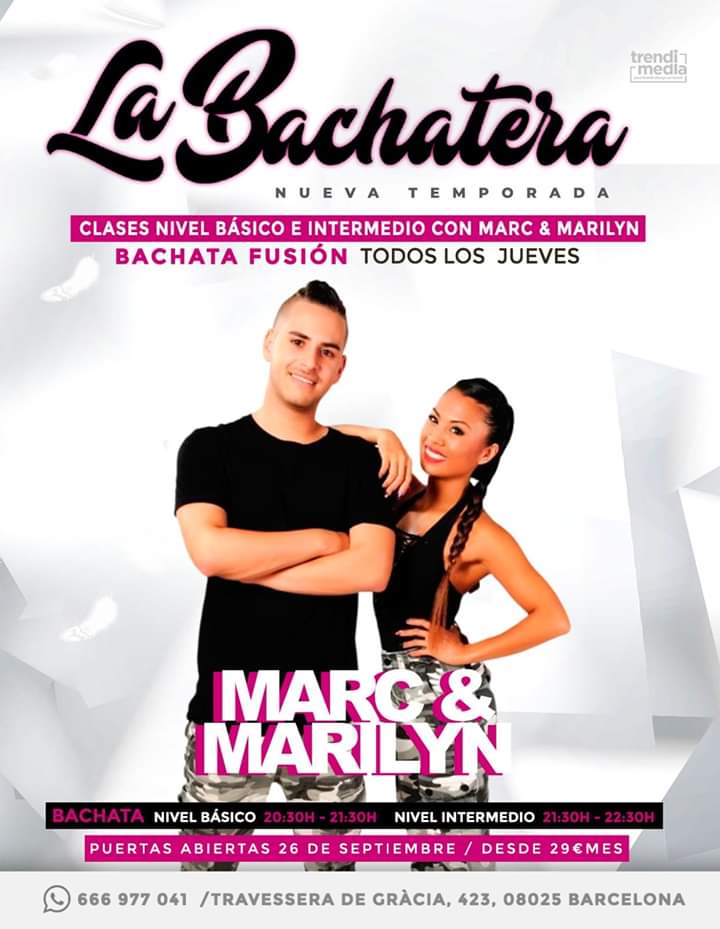 La Bachatera
trendi
media
NUEVA TEMPORADA
CLASES NIVEL BÁSICO E INTERMEDIO CON MARC & MARILYN
BACHATA FUSIÓN TODOS LOS JUEVES
MARC &
MARILYN
BACHATA NIVEL BÁSICO 20:30H - 21:30H NIVEL INTERMEDIO 21:30H - 22:30H
PUERTAS ABIERTAS 26 DE SEPTIEMBRE / DESDE 29€MES
666 977 041 /TRAVESSERA DE GRÀCIA, 423, 08025 BARCELONA